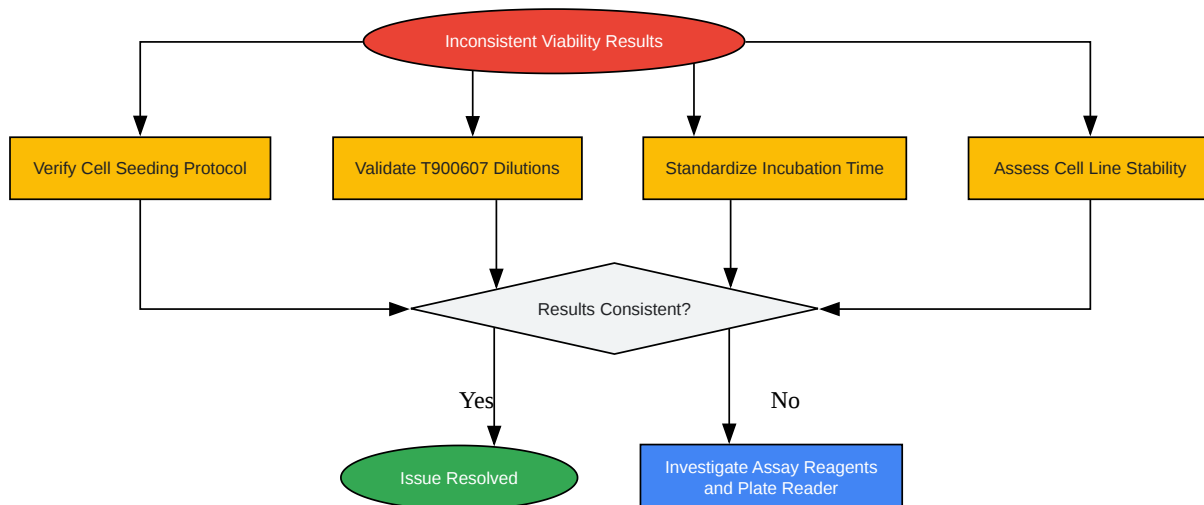 Inconsistent Viability Results
Verify Cell Seeding Protocol
Validate T900607 Dilutions
Standardize Incubation Time
Assess Cell Line Stability
Results Consistent?
Yes
No
Issue Resolved
Investigate Assay Reagents
and Plate Reader